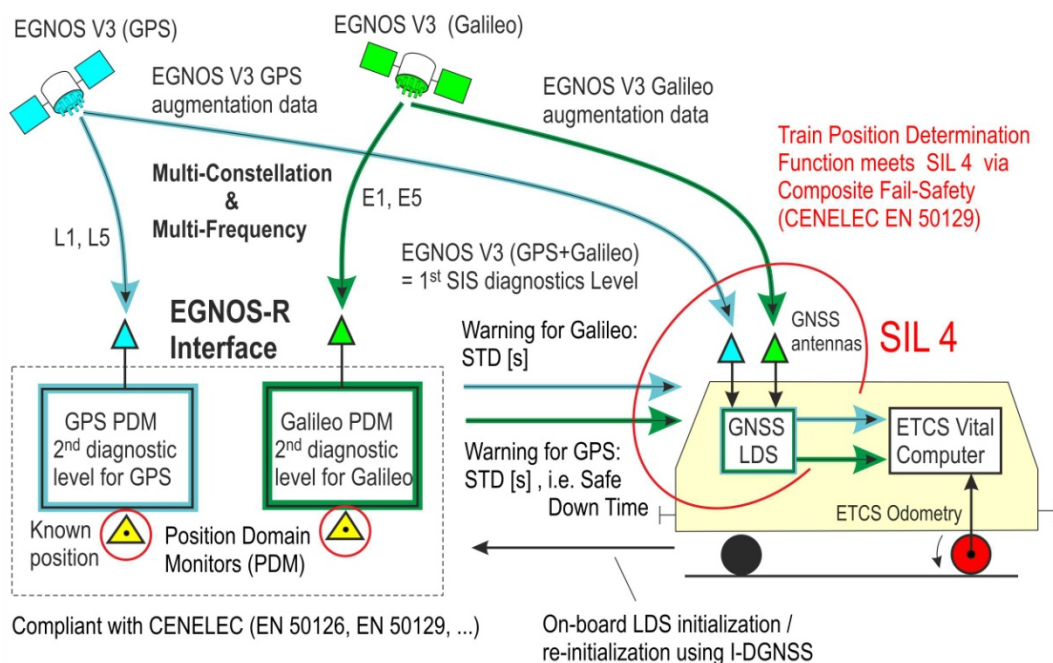 EGNOS V3 (GPS)
EGNOS V3 (Galileo)
EGNOS V3 GPS
augmentation data
EGNOS V3 Galileo
augmentation data
Train Position Determination
Function meets SIL 4 via
Composite Fail-Safety
(CENELEC EN 50129)
Multi-Constellation
&
Multi-Frequency
L1, L5
E1, E5
EGNOS V3 (GPS+Galileo)
= 1st SIS diagnostics Level
EGNOS-R
Interface
Warning for Galileo:
STD [s]
GNSS
antennas
SIL 4
GPS PDM
2nd diagnostic
level for GPS
Galileo PDM
2nd diagnostic
level for Galileo
GNSS
LDS
ETCS Vital
Computer
Warning for GPS:
STD [s] , i.e. Safe
Down Time
ETCS Odometry
Known
position
Position Domain
Monitors (PDM)
Compliant with CENELEC (EN 50126, EN 50129, ...)
On-board LDS initialization /
re-initialization using I-DGNSS